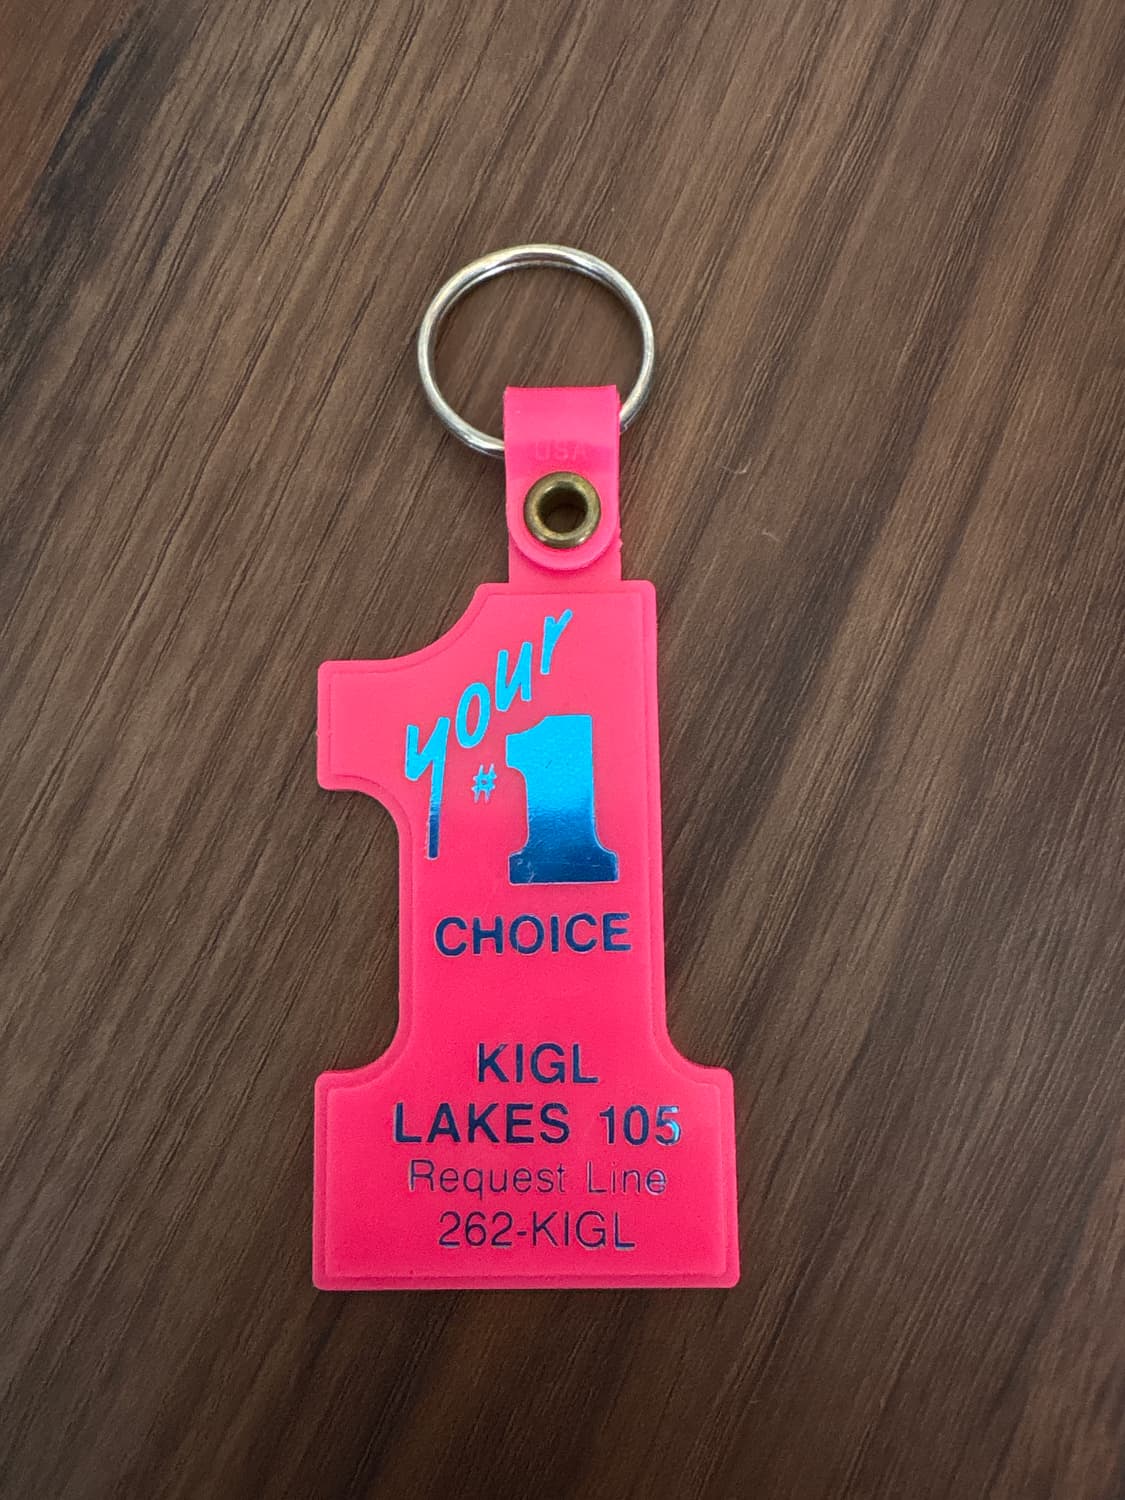 USA
your
#1
CHOICE
KIGL
LAKES 105
Request Line
262-KIGL